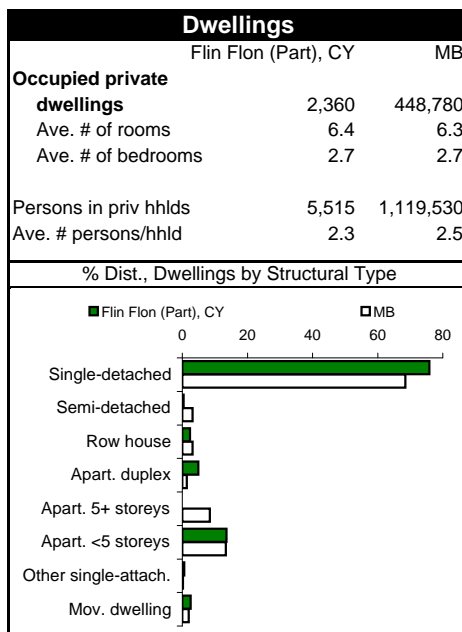 Dwellings
Flin Flon (Part), CY MB
Occupied private
dwellings 2,360 448,780
Ave. # of rooms 6.4 6.3
Ave. # of bedrooms 2.7 2.7
Persons in priv hhlds 5,515 1,119,530
Ave. # persons/hhld 2.3 2.5
% Dist., Dwellings by Structural Type
Flin Flon (Part), CY MB
0 20 40 60 80
Single-detached
Semi-detached
Row house
Apart. duplex
Apart. 5+ storeys
Apart. <5 storeys
Other single-attach.
Mov. dwelling